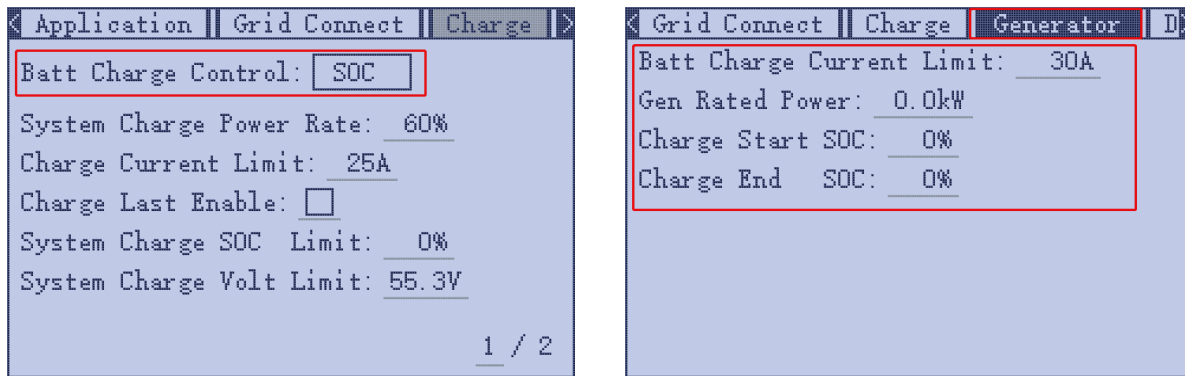 Application Grid Connect Charge
Batt Charge Control: SOC
System Charge Power Rate: 60%
Charge Current Limit: 25A
Charge Last Enable:
System Charge SOC Limit: 0%
System Charge Volt Limit: 55.3V
1 / 2
Grid Connect Charge Generator D
Batt Charge Current Limit: 30A
Gen Rated Power: 0.0kW
Charge Start SOC: 0%
Charge End SOC: 0%